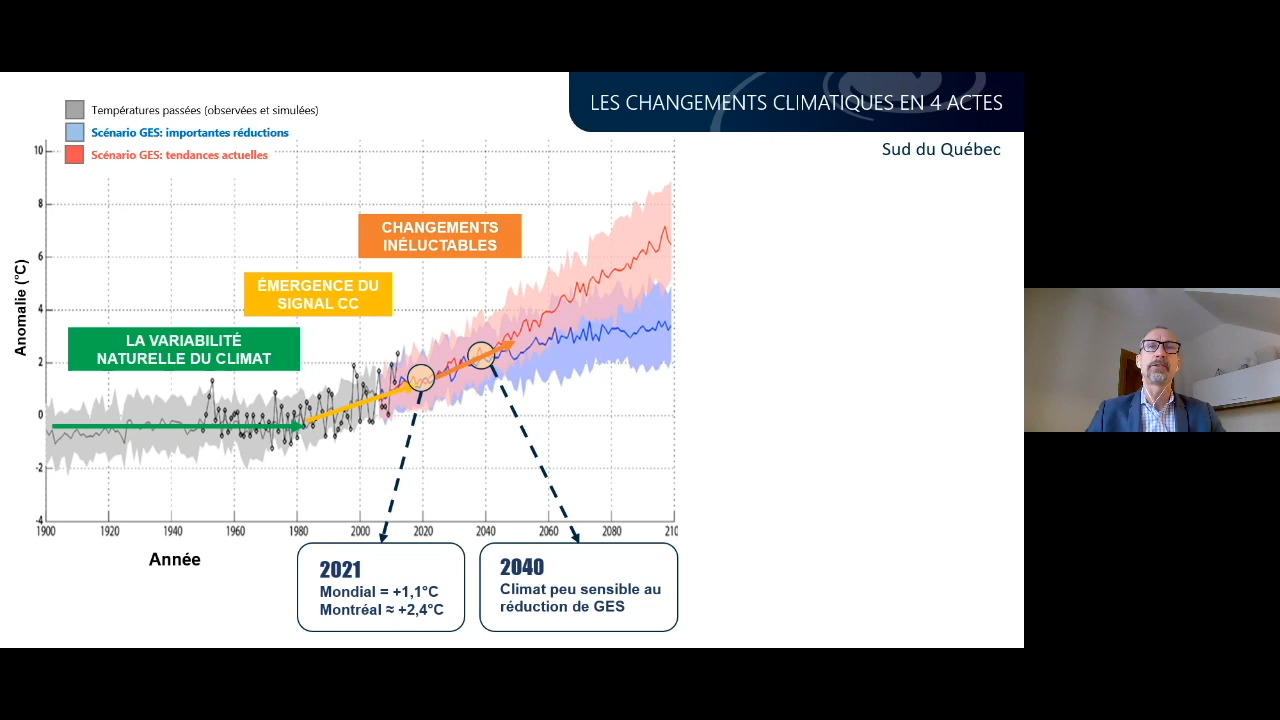 LES CHANGEMENTS CLIMATIQUES EN 4 ACTES
Sud du Québec
Températures passées (observées et simulées)
Scénario GES: importantes réductions
Scénario GES: tendances actuelles
10
8
6
4
2
0
-2
-4
Anomalie (°C)
CHANGEMENTS
INÉLUCTABLES
ÉMERGENCE DU
SIGNAL CC
LA VARIABILITÉ
NATURELLE DU CLIMAT
1900 1920 1940 1960 1980 2000 2020 2040 2060 2080 210
Année
2021
Mondial = +1,1°C
Montréal ≈ +2,4°C
2040
Climat peu sensible au
réduction de GES